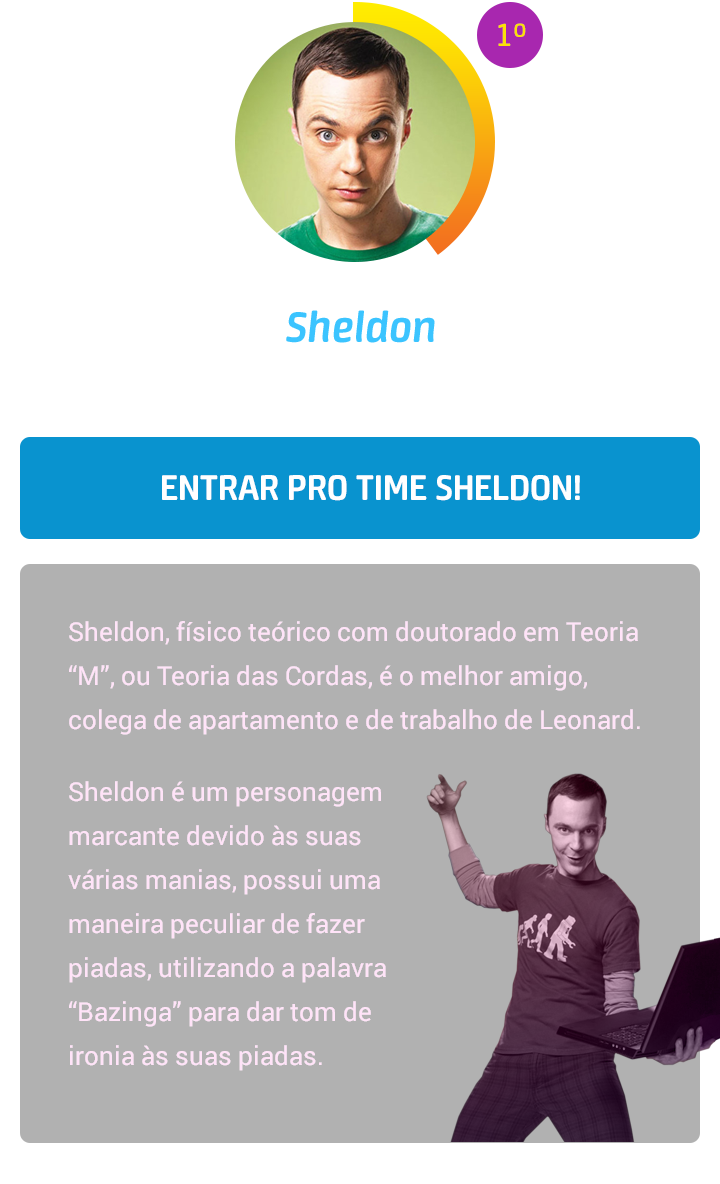 1º
Sheldon
ENTRAR PRO TIME SHELDON!
Sheldon, físico teórico com doutorado em Teoria
“M”, ou Teoria das Cordas, é o melhor amigo,
colega de apartamento e de trabalho de Leonard.
Sheldon é um personagem
marcante devido às suas
várias manias, possui uma
maneira peculiar de fazer
piadas, utilizando a palavra
“Bazinga” para dar tom de
ironia às suas piadas.